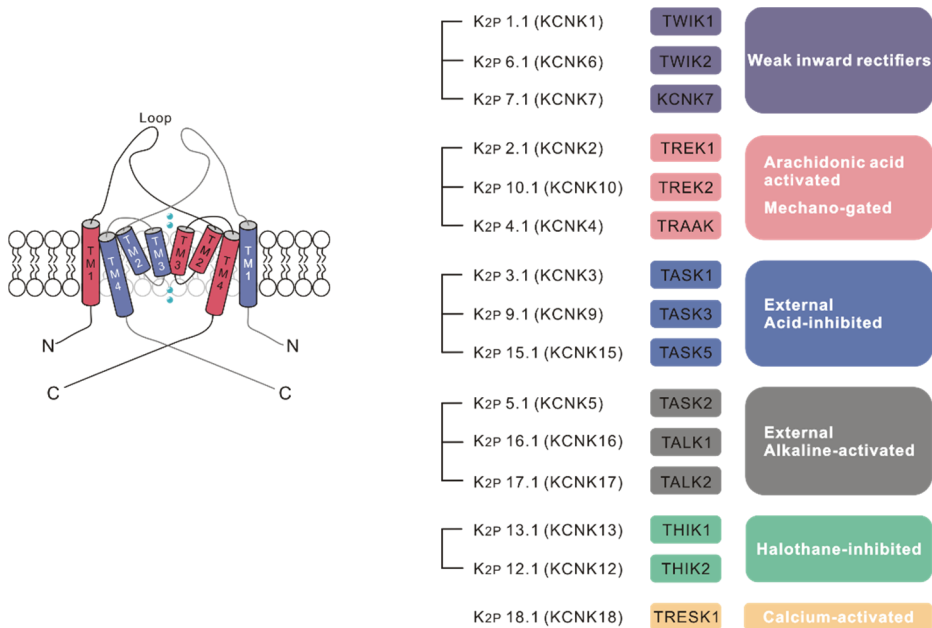 Loop
TM1
TM4
TM2
TM3
TM3
TM2
TM4
TM1
N
N
C
C
K2P 1.1 (KCNK1) TWIK1
K2P 6.1 (KCNK6) TWIK2
K2P 7.1 (KCNK7) KCNK7
Weak inward rectifiers
K2P 2.1 (KCNK2) TREK1
K2P 10.1 (KCNK10) TREK2
K2P 4.1 (KCNK4) TRAAK
Arachidonic acid
activated
Mechano-gated
K2P 3.1 (KCNK3) TASK1
K2P 9.1 (KCNK9) TASK3
K2P 15.1 (KCNK15) TASK5
External
Acid-inhibited
K2P 5.1 (KCNK5) TASK2
K2P 16.1 (KCNK16) TALK1
K2P 17.1 (KCNK17) TALK2
External
Alkaline-activated
K2P 13.1 (KCNK13) THIK1
K2P 12.1 (KCNK12) THIK2
Halothane-inhibited
K2P 18.1 (KCNK18) TRESK1
Calcium-activated